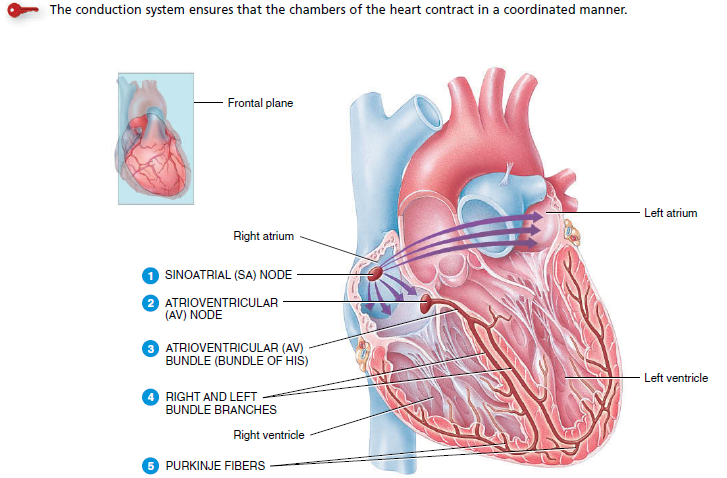 The conduction system ensures that the chambers of the heart contract in a coordinated manner.
Frontal plane
Left atrium
Right atrium
1 SINOATRIAL (SA) NODE
2 ATRIOVENTRICULAR
(AV) NODE
3 ATRIOVENTRICULAR (AV)
BUNDLE (BUNDLE OF HIS)
Left ventricle
4 RIGHT AND LEFT
BUNDLE BRANCHES
Right ventricle
5 PURKINJE FIBERS